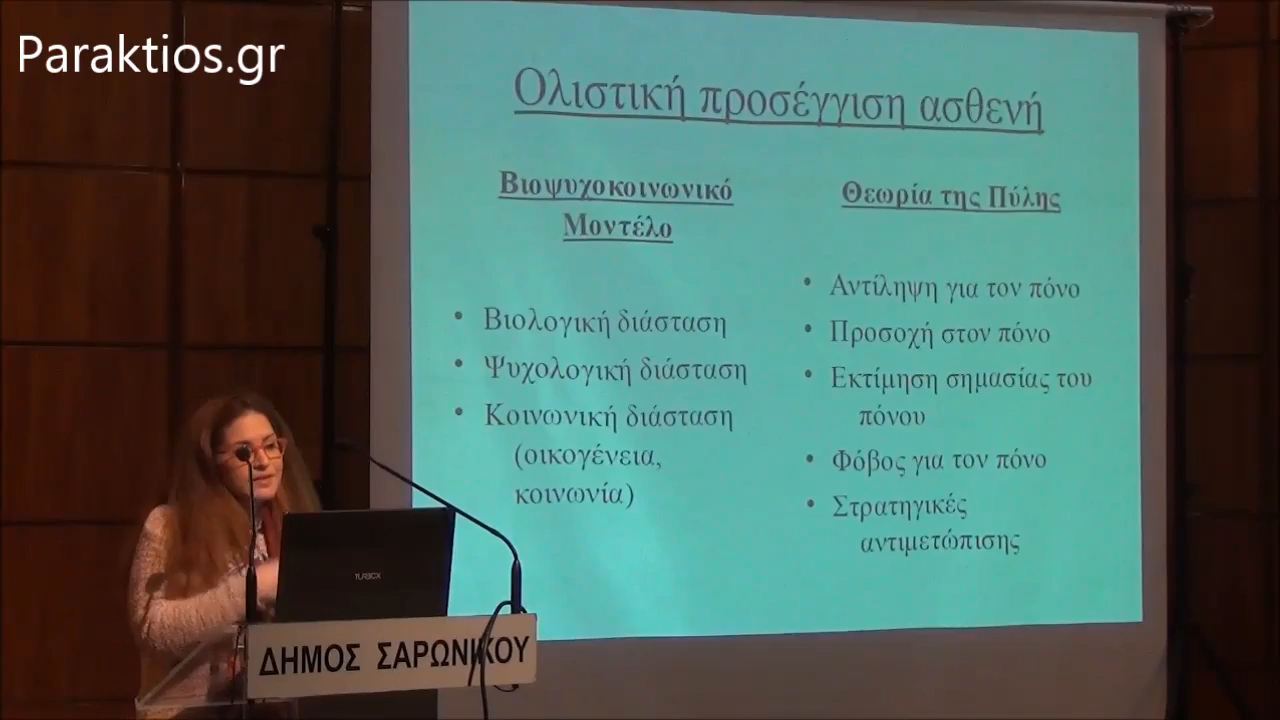 Paraktios.gr
Ολιστική προσέγγιση ασθενή
Βιοψυχοκοινωνικό
Μοντέλο
• Βιολογική διάσταση
• Ψυχολογική διάσταση
• Κοινωνική διάσταση
(οικογένεια,
κοινωνία)
Θεωρία της Πύλης
• Αντίληψη για τον πόνο
• Προσοχή στον πόνο
• Εκτίμηση σημασίας του
πόνου
• Φόβος για τον πόνο
• Στρατηγικές
αντιμετώπισης
TURBOX
ΔΗΜΟΣ ΣΑΡΩΝΙΚΟΥ